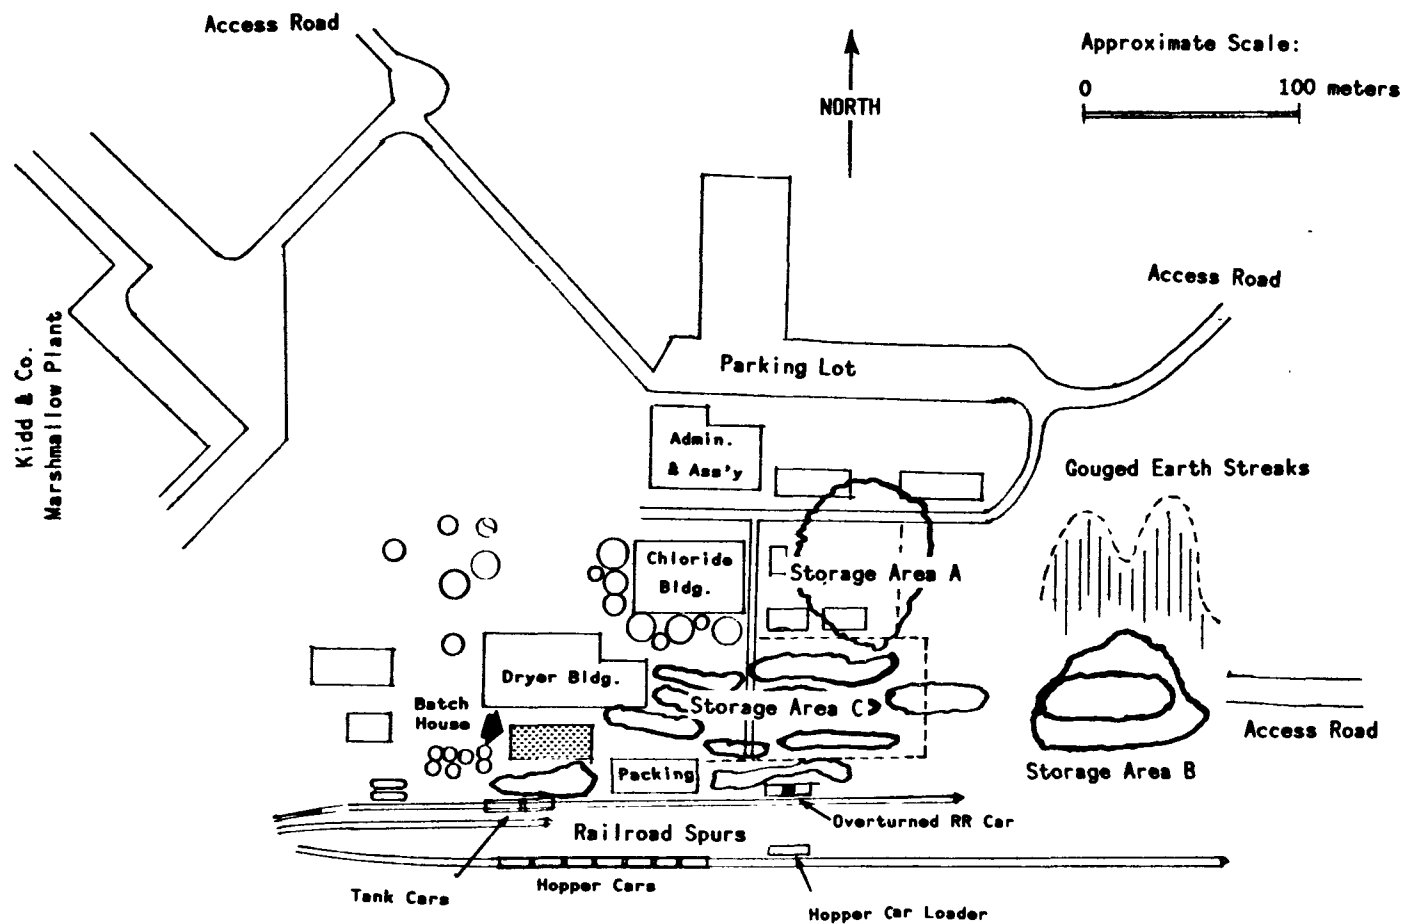 Access Road
Approximate Scale:
0 100 meters
NORTH
Access Road
Kidd & Co.
Marshmallow Plant
Parking Lot
Admin.
& Ass'y
Gouged Earth Streaks
Chloride
Bldg.
Storage Area A
Dryer Bldg.
Batch
House
Storage Area C
Access Road
Storage Area B
Packing
Overturned RR Car
Railroad Spurs
Tank Cars
Hopper Cars
Hopper Car Loader